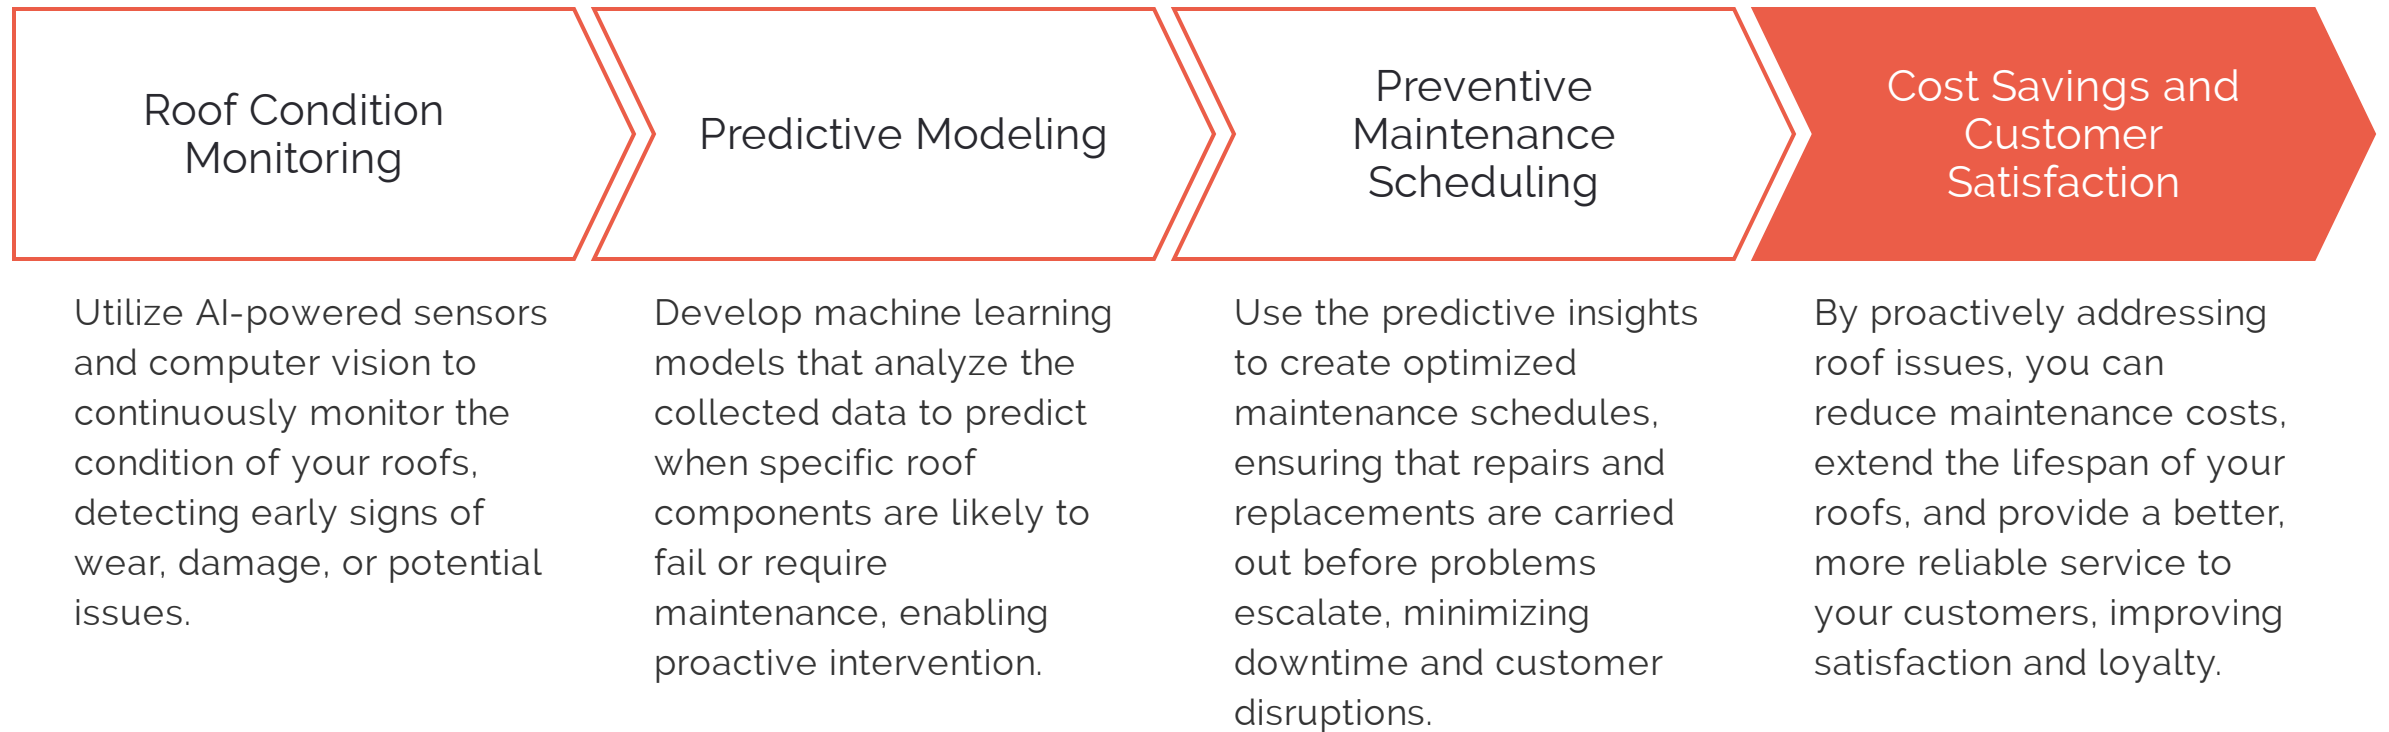 Roof Condition
Monitoring
Utilize AI-powered sensors
and computer vision to
continuously monitor the
condition of your roofs,
detecting early signs of
wear, damage, or potential
issues.
Predictive Modeling
Develop machine learning
models that analyze the
collected data to predict
when specific roof
components are likely to
fail or require
maintenance, enabling
proactive intervention.
Preventive
Maintenance
Scheduling
Use the predictive insights
to create optimized
maintenance schedules,
ensuring that repairs and
replacements are carried
out before problems
escalate, minimizing
downtime and customer
disruptions.
Cost Savings and
Customer
Satisfaction
By proactively addressing
roof issues, you can
reduce maintenance costs,
extend the lifespan of your
roofs, and provide a better,
more reliable service to
your customers, improving
satisfaction and loyalty.